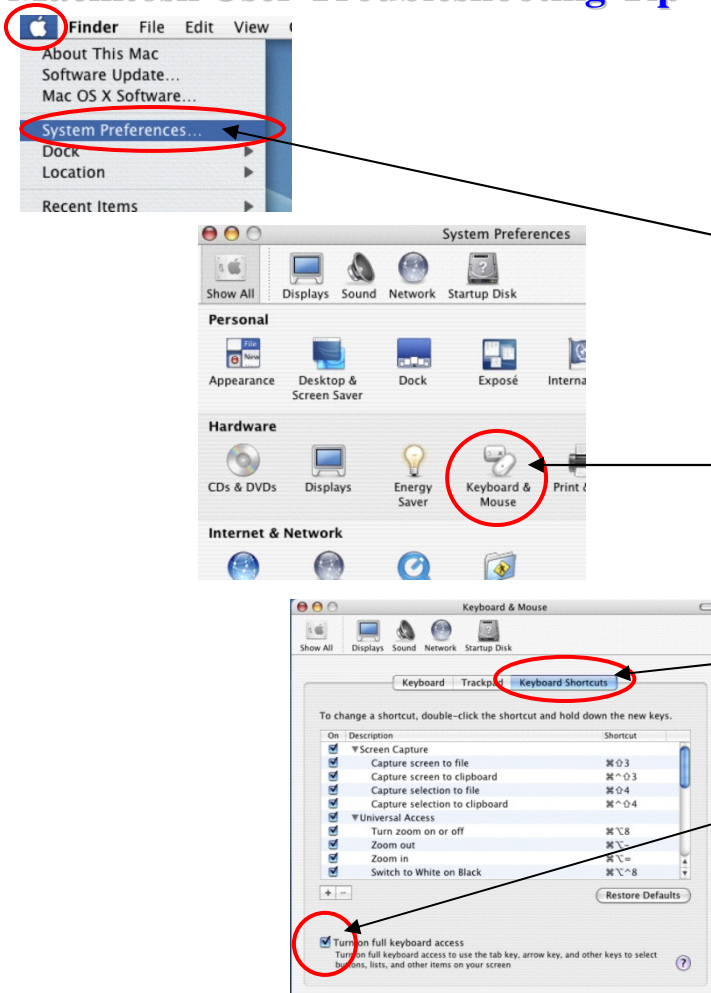 Macintosh User Troubleshooting Tip
Finder File Edit View
About This Mac
Software Update...
Mac OS X Software...
System Preferences...
Dock
Location
Recent Items
System Preferences
Show All Displays Sound Network Startup Disk
Personal
File
New
Appearance Desktop & Screen Saver Dock Exposé
Hardware
CDs & DVDs Displays Energy Saver Keyboard & Mouse Print &
Internet & Network
Keyboard & Mouse
Show All Displays Sound Network Startup Disk
Keyboard Trackpad Keyboard Shortcuts
To change a shortcut, double-click the shortcut and hold down the new keys.
On Description Shortcut
▼Screen Capture
Capture screen to file ⌘⇧3
Capture screen to clipboard ⌘^⇧3
Capture selection to file ⌘⇧4
Capture selection to clipboard ⌘^⇧4
▼Universal Access
Turn zoom on or off ⌘⌥8
Zoom out ⌘⌥-
Zoom in ⌘⌥=
Switch to White on Black ⌘⌥^8
+ −
Restore Defaults
Turn on full keyboard access
Turn on full keyboard access to use the tab key, arrow key, and other keys to select
buttons, lists, and other items on your screen
?